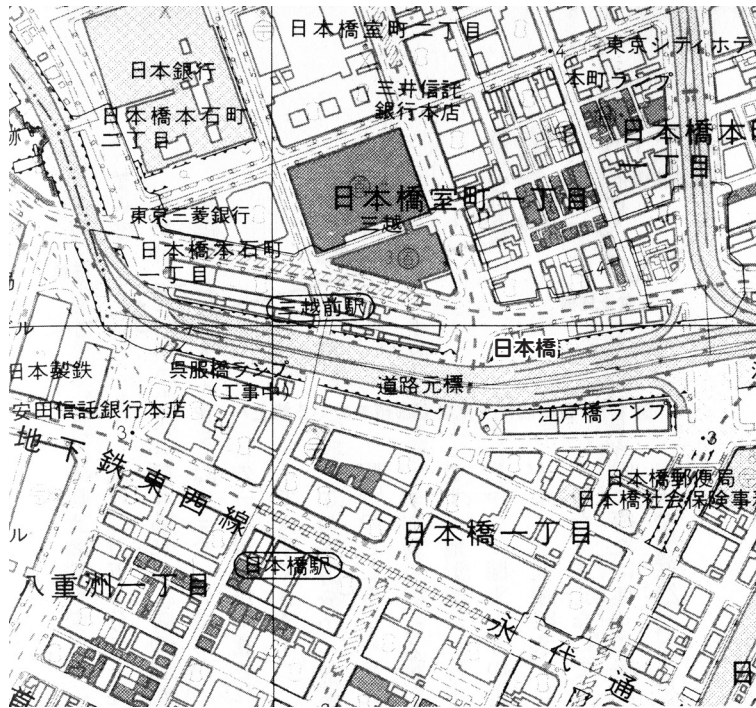 日本橋室町二丁目
東京シティホテ
日本銀行
本町ランプ
三井信託
銀行本店
日本橋本石町
二丁目
日本橋本町
一丁目
日本橋室町一丁目
三越
東京三菱銀行
日本橋本石町
一丁目
三越前駅
日本橋
日本製鉄
呉服橋ランプ
(工事中)
道路元標
安田信託銀行本店
江戸橋ランプ
地下鉄東西線
3
3
日本橋郵便局
日本橋社会保険事
日本橋一丁目
ル
日本橋駅
八重洲一丁目
永代通
日